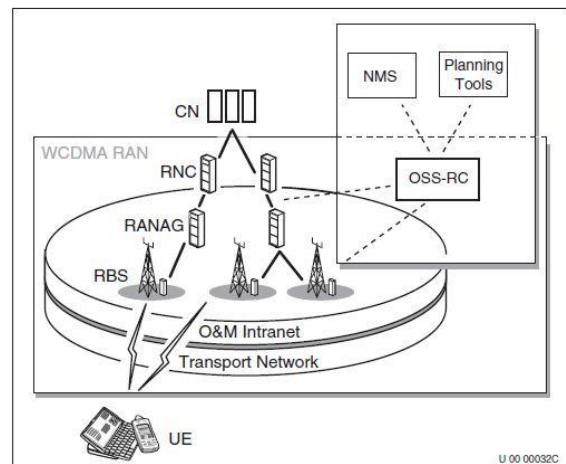 NMS
Planning
Tools
CN
WCDMA RAN
RNC
OSS-RC
RANAG
RBS
O&M Intranet
Transport Network
UE
U 00 00032C